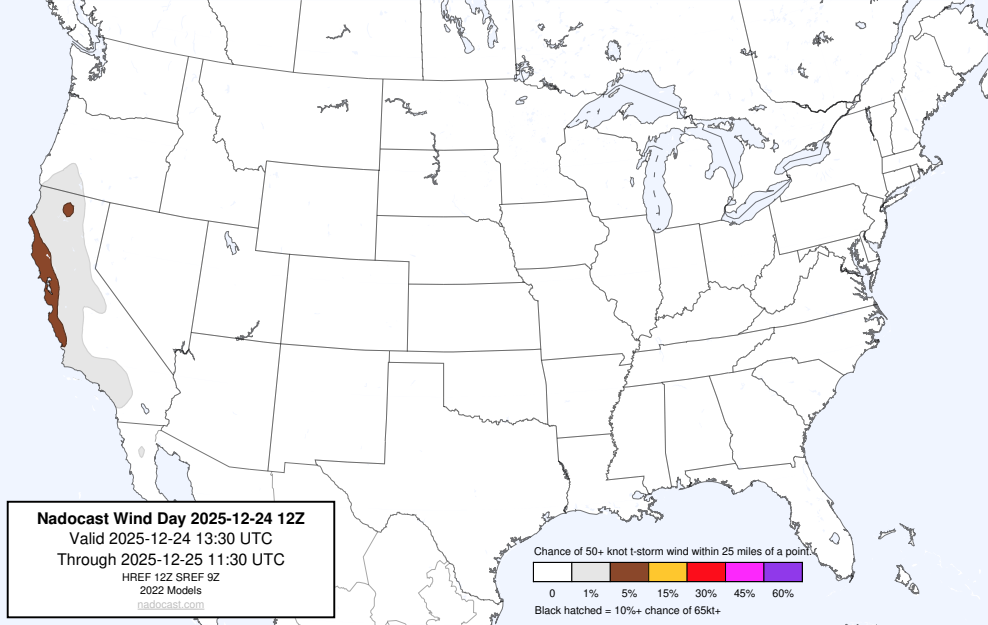 Nadocast Wind Day 2025-12-24 12Z
Valid 2025-12-24 13:30 UTC
Through 2025-12-25 11:30 UTC
HREF 12Z SREF 9Z
2022 Models
nadocast.com
Chance of 50+ knot t-storm wind within 25 miles of a point.
0 1% 5% 15% 30% 45% 60%
Black hatched = 10%+ chance of 65kt+